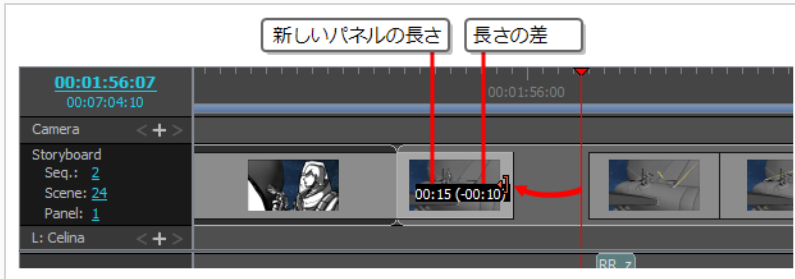 新しいパネルの長さ
長さの差
00:01:56:07
00:07:04:10
00:01:56:00
Camera < + >
Storyboard
Seq.: 2
Scene: 24
Panel: 1
00:15 (-00:10)
L: Celina < + >
RR_z